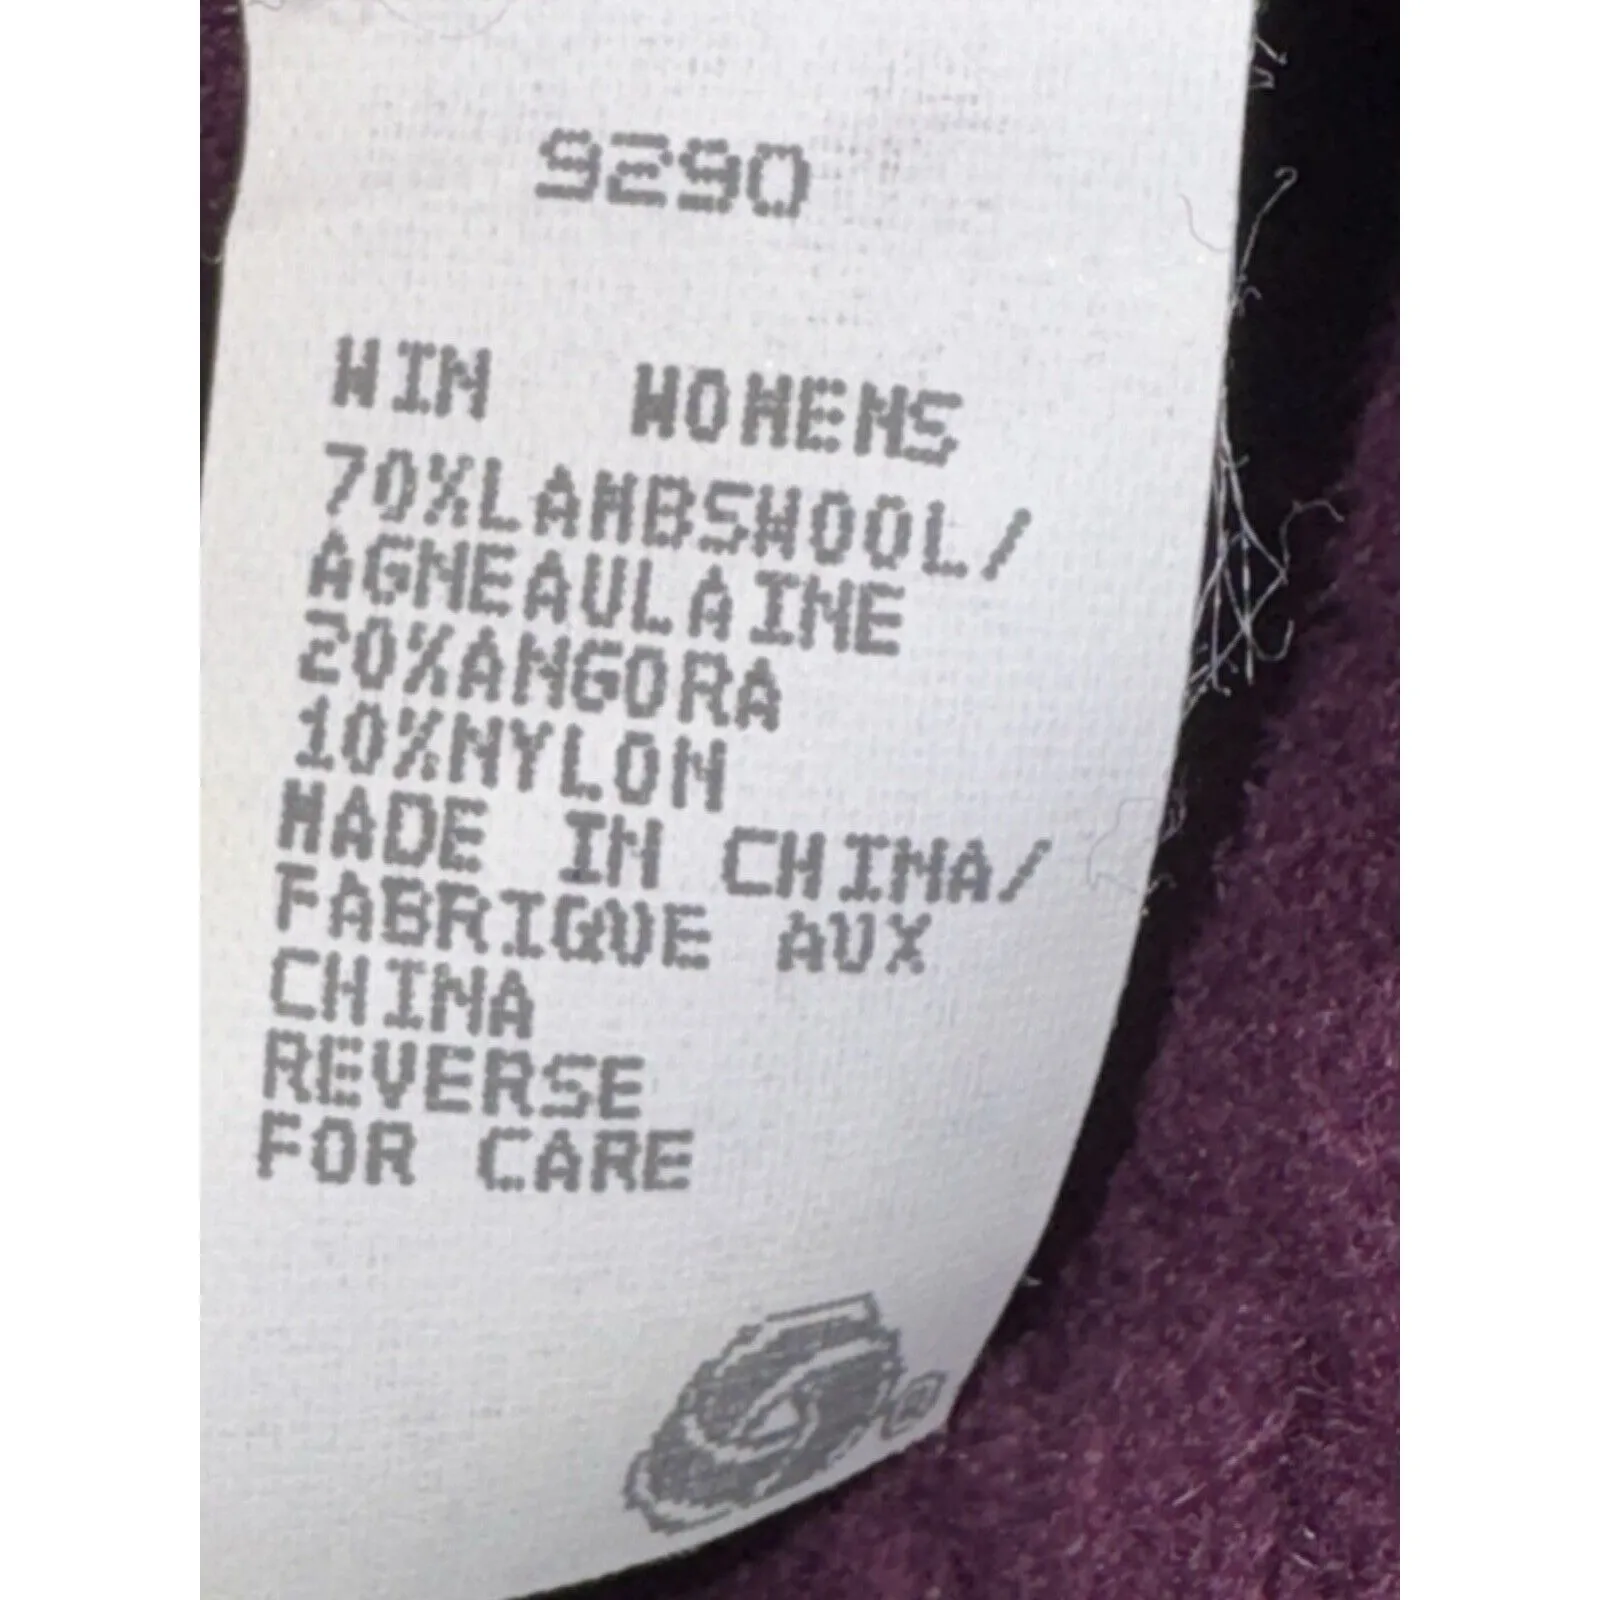 9290
WIN WOMENS
70%LAMBSWOOL/
AGNEAULAINE
20%ANGORA
10%NYLON
MADE IN CHINA/
FABRIQUE AUX
CHINA
REVERSE
FOR CARE
®